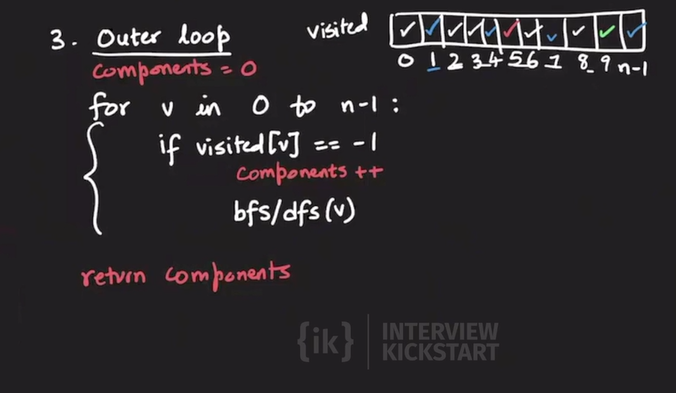 3. Outer loop
visited
0 1 2 3 4 5 6 7 8 9 n-1
components = 0
for v in 0 to n-1 :
if visited[v] == -1
components ++
bfs/dfs(v)
return components
{ik} INTERVIEW
KICKSTART